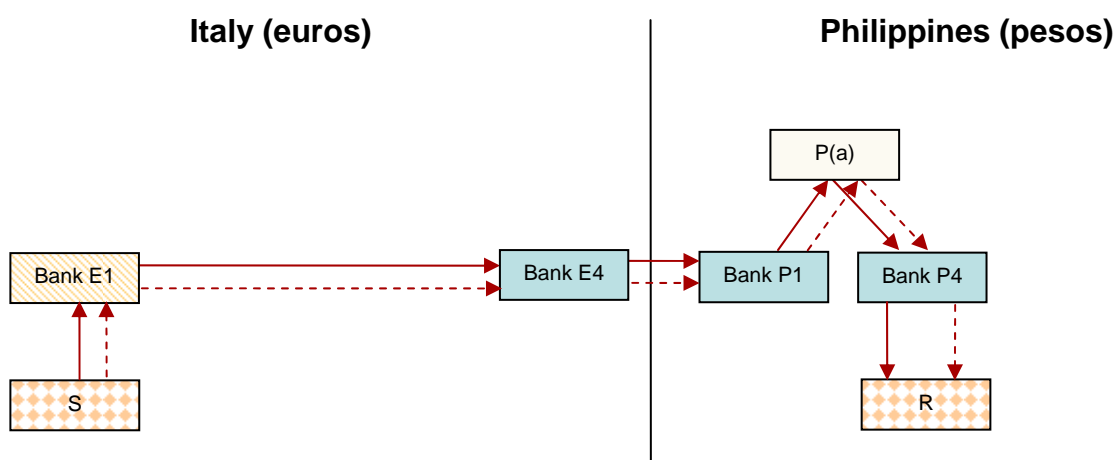 Italy (euros)
Philippines (pesos)
P(a)
Bank E1
Bank E4
Bank P1
Bank P4
S
R